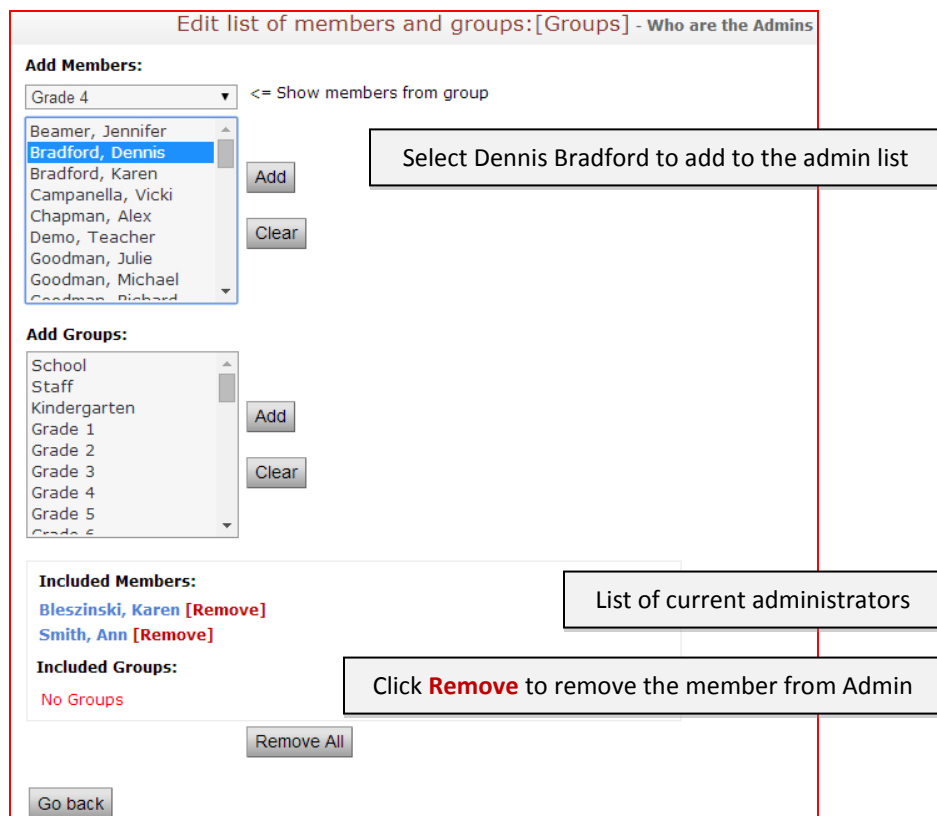 Edit list of members and groups:[Groups] - Who are the Admins
Add Members:
Grade 4
<= Show members from group
Beamer, Jennifer
Bradford, Dennis
Bradford, Karen
Campanella, Vicki
Chapman, Alex
Demo, Teacher
Goodman, Julie
Goodman, Michael
Goodman, Richard
Add
Clear
Select Dennis Bradford to add to the admin list
Add Groups:
School
Staff
Kindergarten
Grade 1
Grade 2
Grade 3
Grade 4
Grade 5
Grade 6
Add
Clear
Included Members:
Bleszinski, Karen [Remove]
Smith, Ann [Remove]
List of current administrators
Included Groups:
No Groups
Click Remove to remove the member from Admin
Remove All
Go back